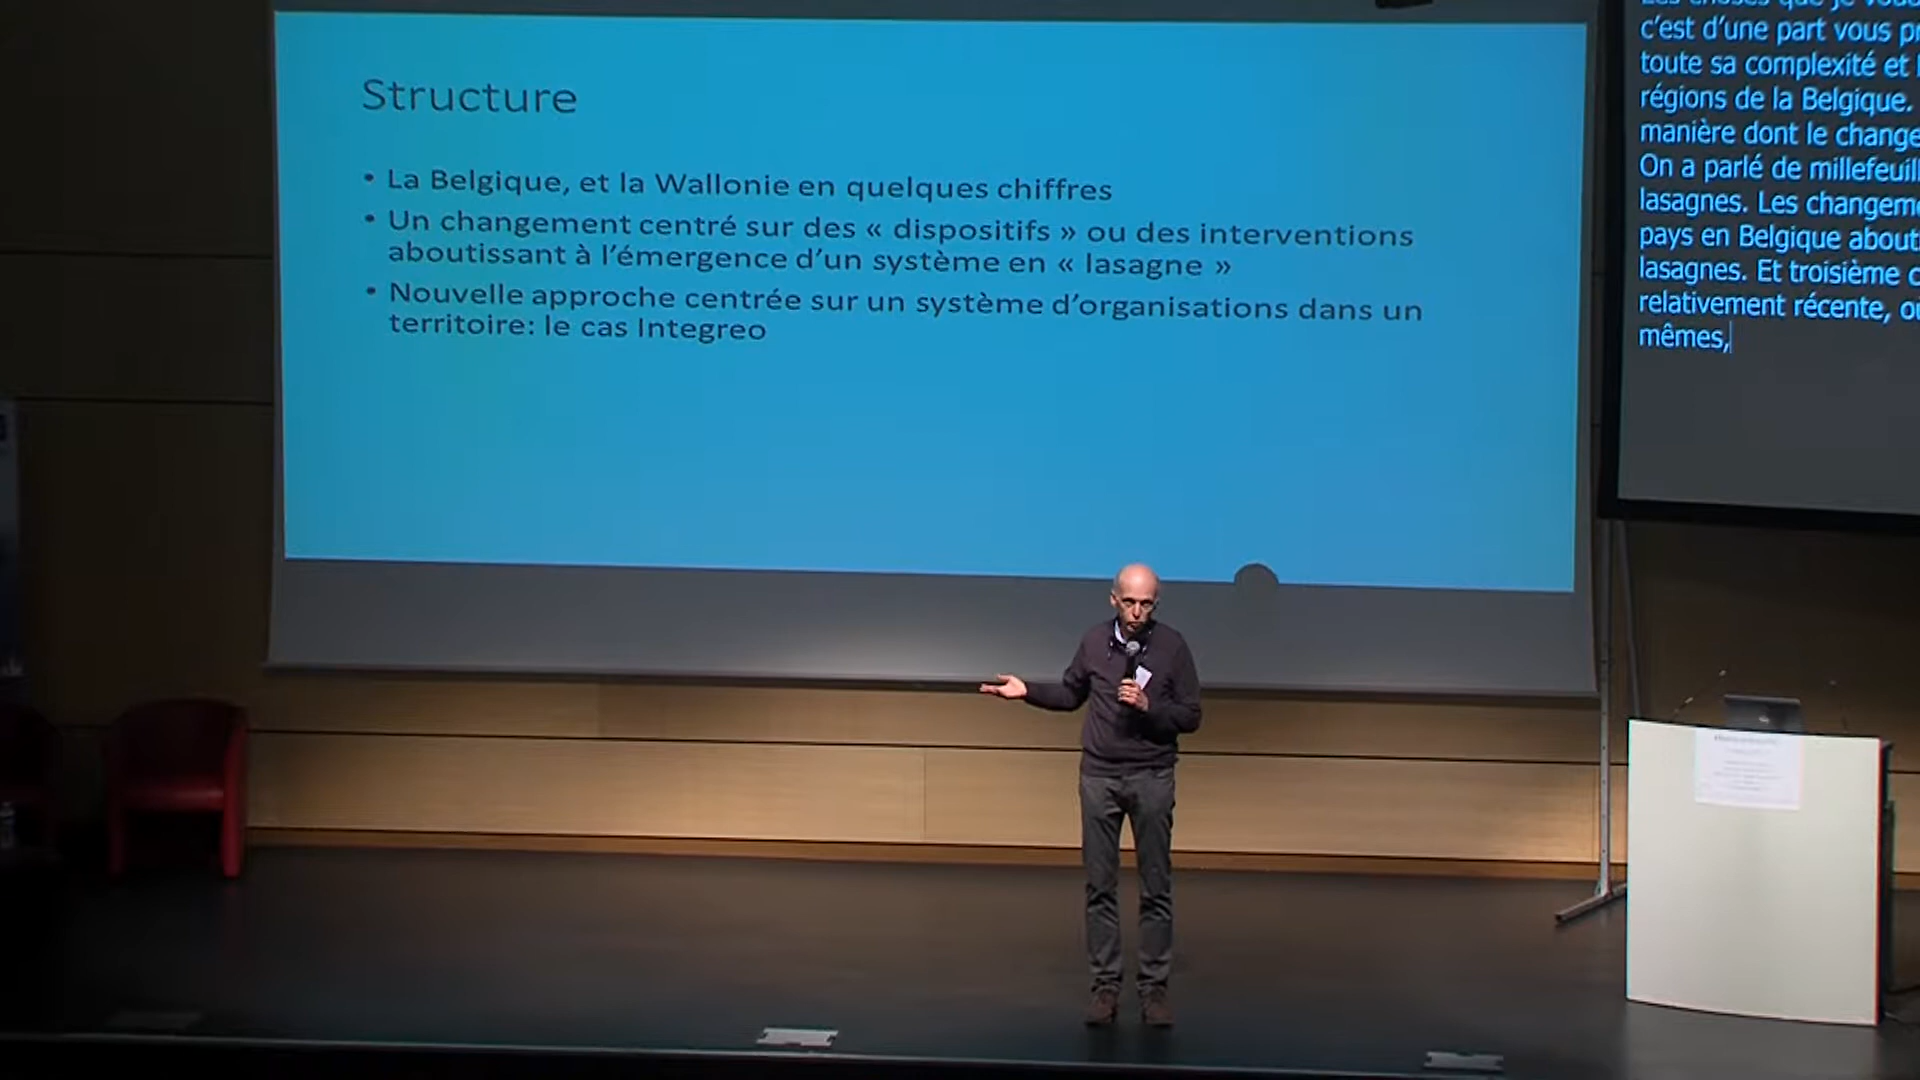 Structure
• La Belgique, et la Wallonie en quelques chiffres
• Un changement centré sur des « dispositifs » ou des interventions
aboutissant à l'émergence d'un système en « lasagne »
• Nouvelle approche centrée sur un système d'organisations dans un
territoire: le cas Integreo
c'est d'une part vous
toute sa complexité et
régions de la Belgique.
manière dont le
On a parlé de
lasagnes. Les
pays en Belgique
lasagnes. Et troisième
relativement récente,
mêmes,